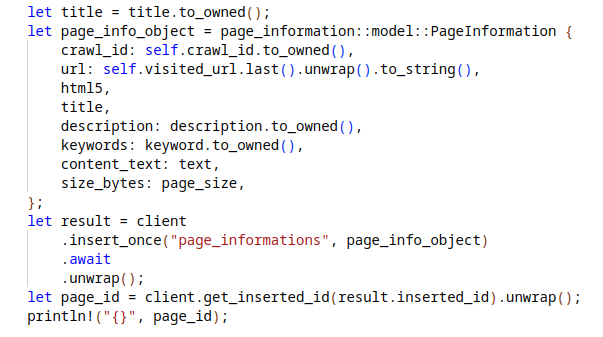 let title = title.to_owned();
let page_info_object = page_information::model::PageInformation {
    crawl_id: self.crawl_id.to_owned(),
    url: self.visited_url.last().unwrap().to_string(),
    html5,
    title,
    description: description.to_owned(),
    keywords: keyword.to_owned(),
    content_text: text,
    size_bytes: page_size,
};
let result = client
    .insert_once("page_informations", page_info_object)
    .await
    .unwrap();
let page_id = client.get_inserted_id(result.inserted_id).unwrap();
println!("{}", page_id);